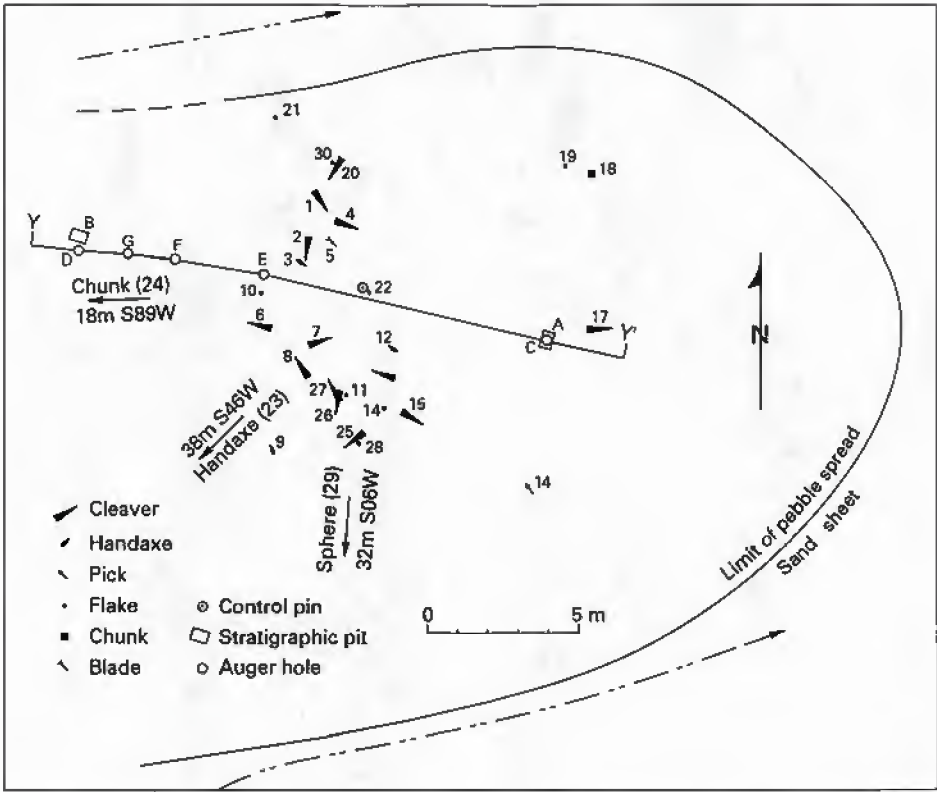 21
30
20
19
18
1
4
Y
B
2
5
3
G
F
D
E
Chunk (24)
18m S89W
10
22
6
7
12
A
17
Y'
C
N
8
27
11
38m S46W
Handaxe (23)
26
14
15
9
25
28
14
Sphere (29)
32m S06W
Limit of pebble spread
Sand sheet
Cleaver
Handaxe
Pick
Flake
Chunk
Blade
Control pin
Stratigraphic pit
Auger hole
0
5 m